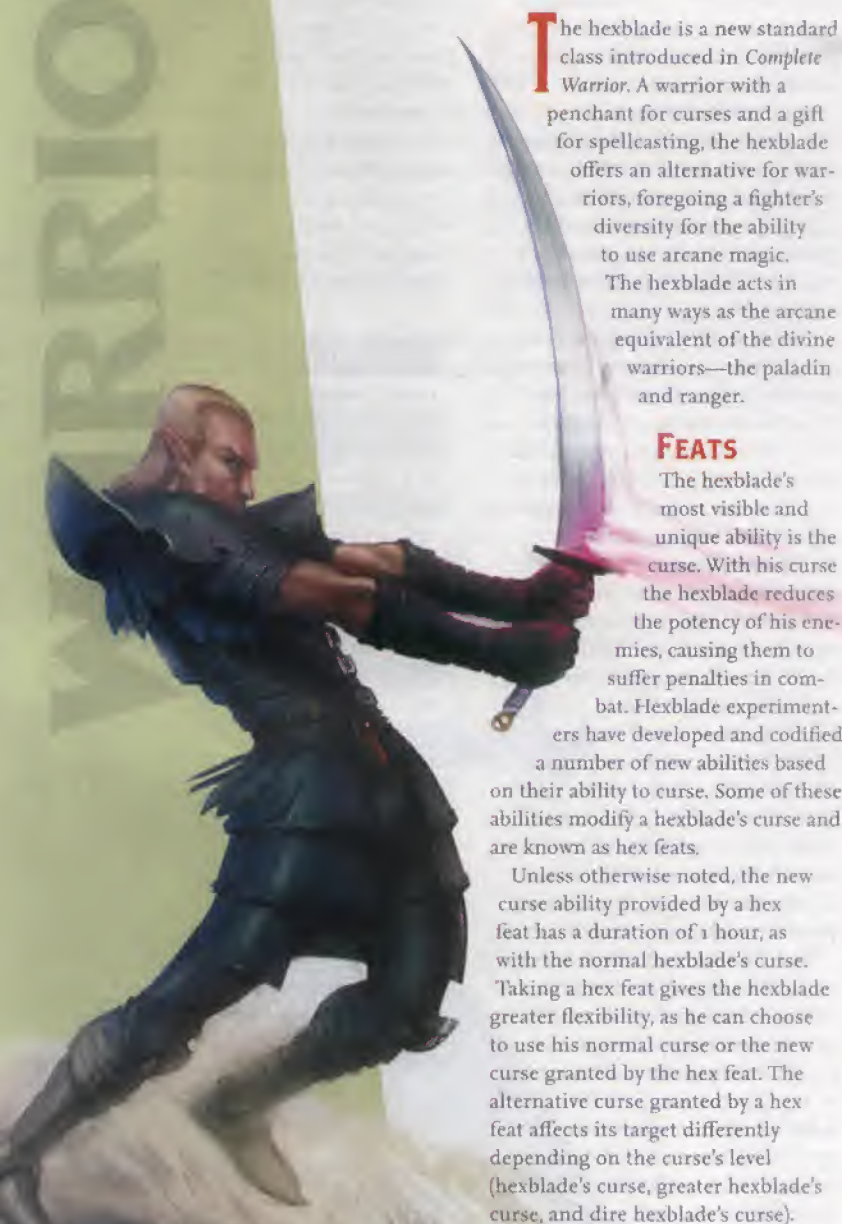 WARRIO
The hexblade is a new standard
class introduced in Complete
Warrior. A warrior with a
penchant for curses and a gift
for spellcasting, the hexblade
offers an alternative for war-
riors, foregoing a fighter's
diversity for the ability
to use arcane magic.
The hexblade acts in
many ways as the arcane
equivalent of the divine
warriors—the paladin
and ranger.
FEATS
The hexblade's
most visible and
unique ability is the
curse. With his curse
the hexblade reduces
the potency of his ene-
mies, causing them to
suffer penalties in com-
bat. Hexblade experiment-
ers have developed and codified
a number of new abilities based
on their ability to curse. Some of these
abilities modify a hexblade's curse and
are known as hex feats.
Unless otherwise noted, the new
curse ability provided by a hex
feat has a duration of 1 hour, as
with the normal hexblade's curse.
Taking a hex feat gives the hexblade
greater flexibility, as he can choose
to use his normal curse or the new
curse granted by the hex feat. The
alternative curse granted by a hex
feat affects its target differently
depending on the curse's level
(hexblade's curse, greater hexblade's
curse, and dire hexblade's curse).